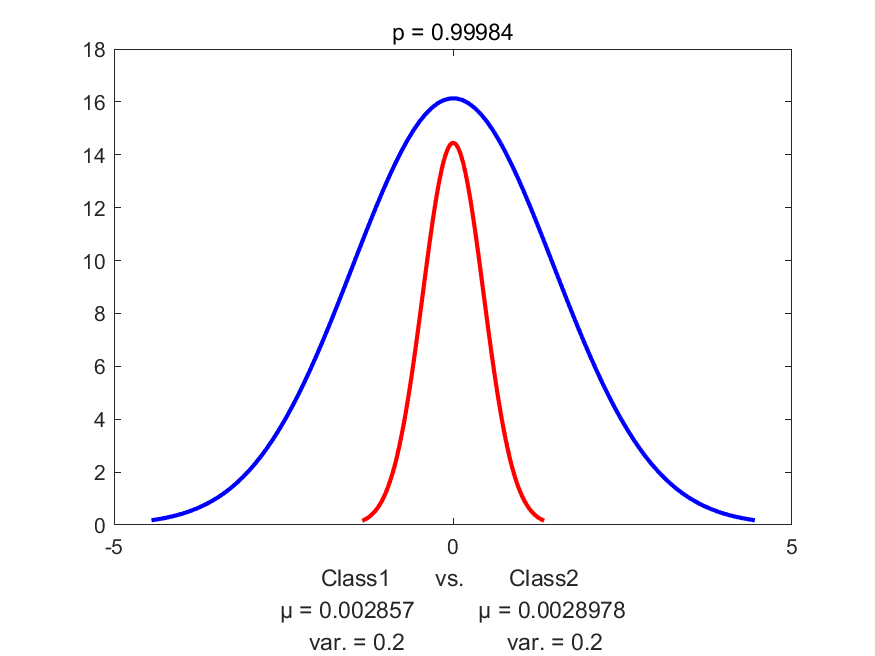 p = 0.99984
18
16
14
12
10
8
6
4
2
0
-5 0 5
Class1 vs. Class2
μ = 0.002857 μ = 0.0028978
var. = 0.2 var. = 0.2